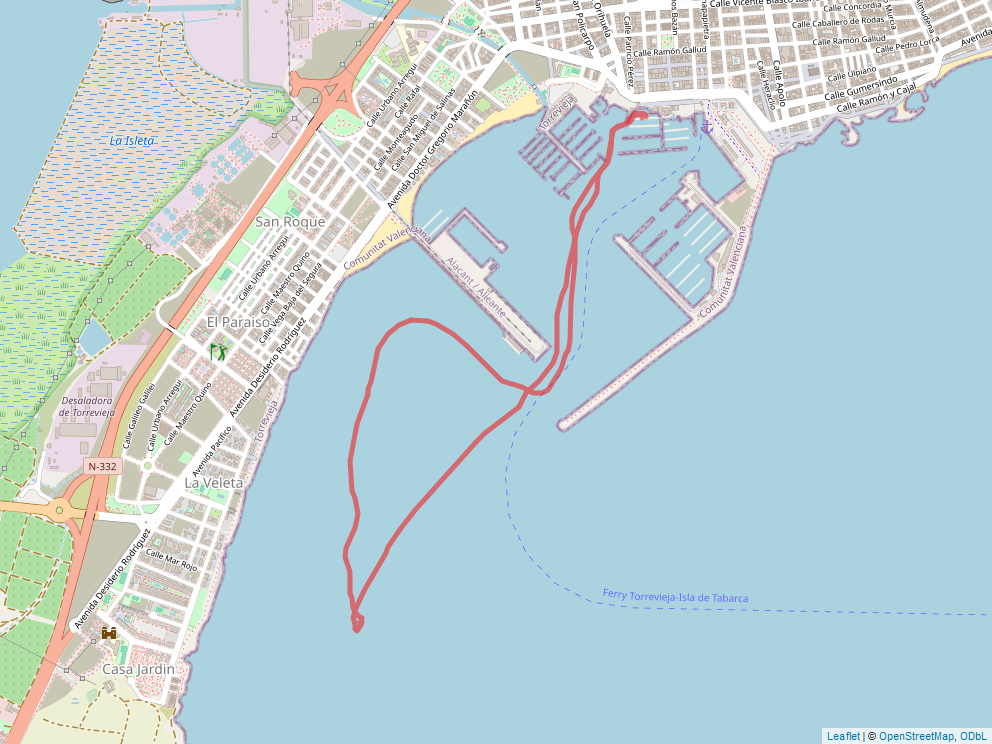 Calle Vicente Blasco Ib
Calle Concordia
Calle Caballero de Rodas
Calle Ramón Gallud
Calle Pedro Lorca
Calle Ramón Gallud
Calle Ulpiano
Calle Gumersindo
Calle Ramón y Cajal
Avenida
Orihuela
San Policarpo
Calle Patricio Pérez
Calle Apolo
Calle Heraclio
Torrevieja
Calle Urbano Arregui
Calle Rafal
Calle Monteagudo
Calle San Miguel de Salinas
Avenida Doctor Gregorio Marañón
La Isleta
San Roque
Comunitat Valenciana
Alacant / Alicante
Comunitat Valenciana
Calle Urbano Arregui
Calle Maestro Quino
Calle Vega Baja del Segura
El Paraiso
Avenida Desiderio Rodríguez
Desaladora
de Torrevieja
Calle Galileo Galilei
Calle Urbano Arregui
Calle Maestro Quino
Torrevieja
Avenida Pacífico
N-332
La Veleta
Avenida Desiderio Rodríguez
Calle Mar Rojo
Ferry Torrevieja-Isla de Tabarca
Casa Jardin
Leaflet | © OpenStreetMap, ODbL